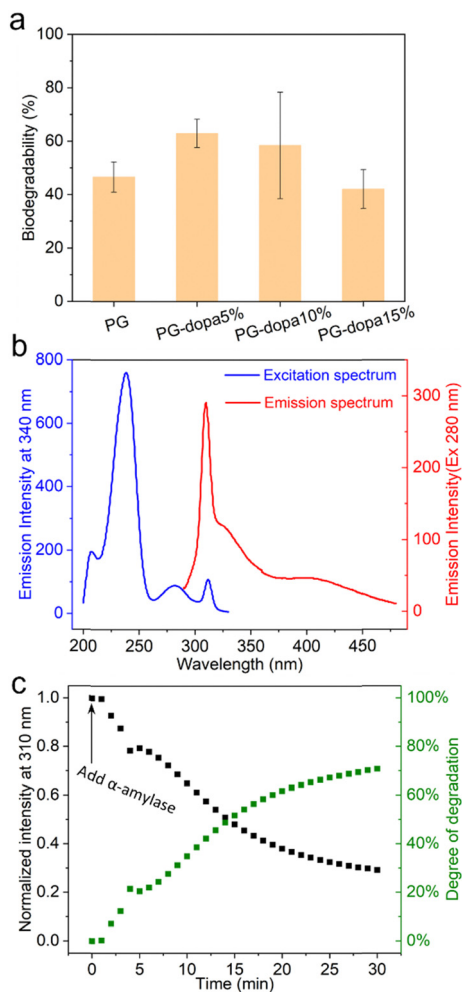 a
100
80
60
40
20
0
Biodegradability (%)
PG
PG-dopa5%
PG-dopa10%
PG-dopa15%
b
800
600
400
200
0
Emission Intensity at 340 nm
Excitation spectrum
Emission spectrum
300
200
100
0
Emission Intensity(Ex 280 nm)
200 250 300 350 400 450
Wavelength (nm)
c
1.0
0.8
0.6
0.4
0.2
0.0
Normalized intensity at 310 nm
Add α-amylase
100%
80%
60%
40%
20%
0%
Degree of degradation
0 5 10 15 20 25 30
Time (min)